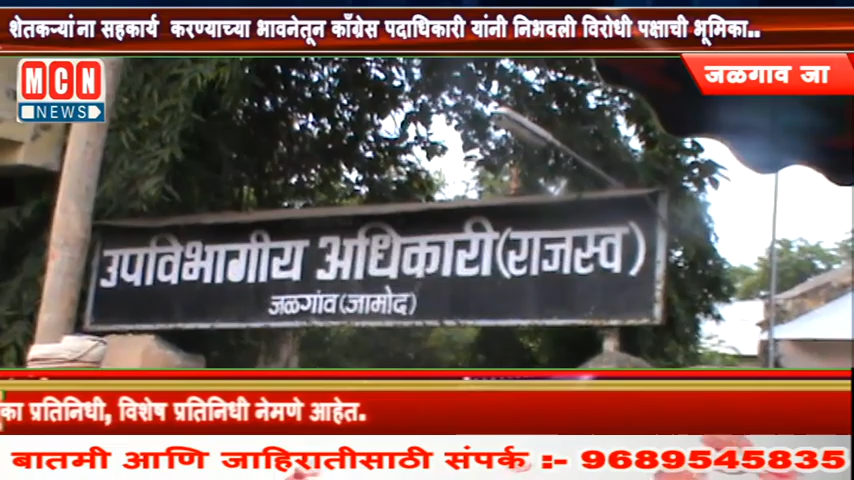 शेतकऱ्यांना सहकार्य करण्याच्या भावनेतून काँग्रेस पदाधिकारी यांनी निभवली विरोधी पक्षाची भूमिका..
MCN
NEWS
जळगाव जा
उपविभागीय अधिकारी(राजस्व)
जळगांव(जामोद)
का प्रतिनिधी, विशेष प्रतिनिधी नेमणे आहेत.
बातमी आणि जाहिरातीसाठी संपर्क :- 9689545835